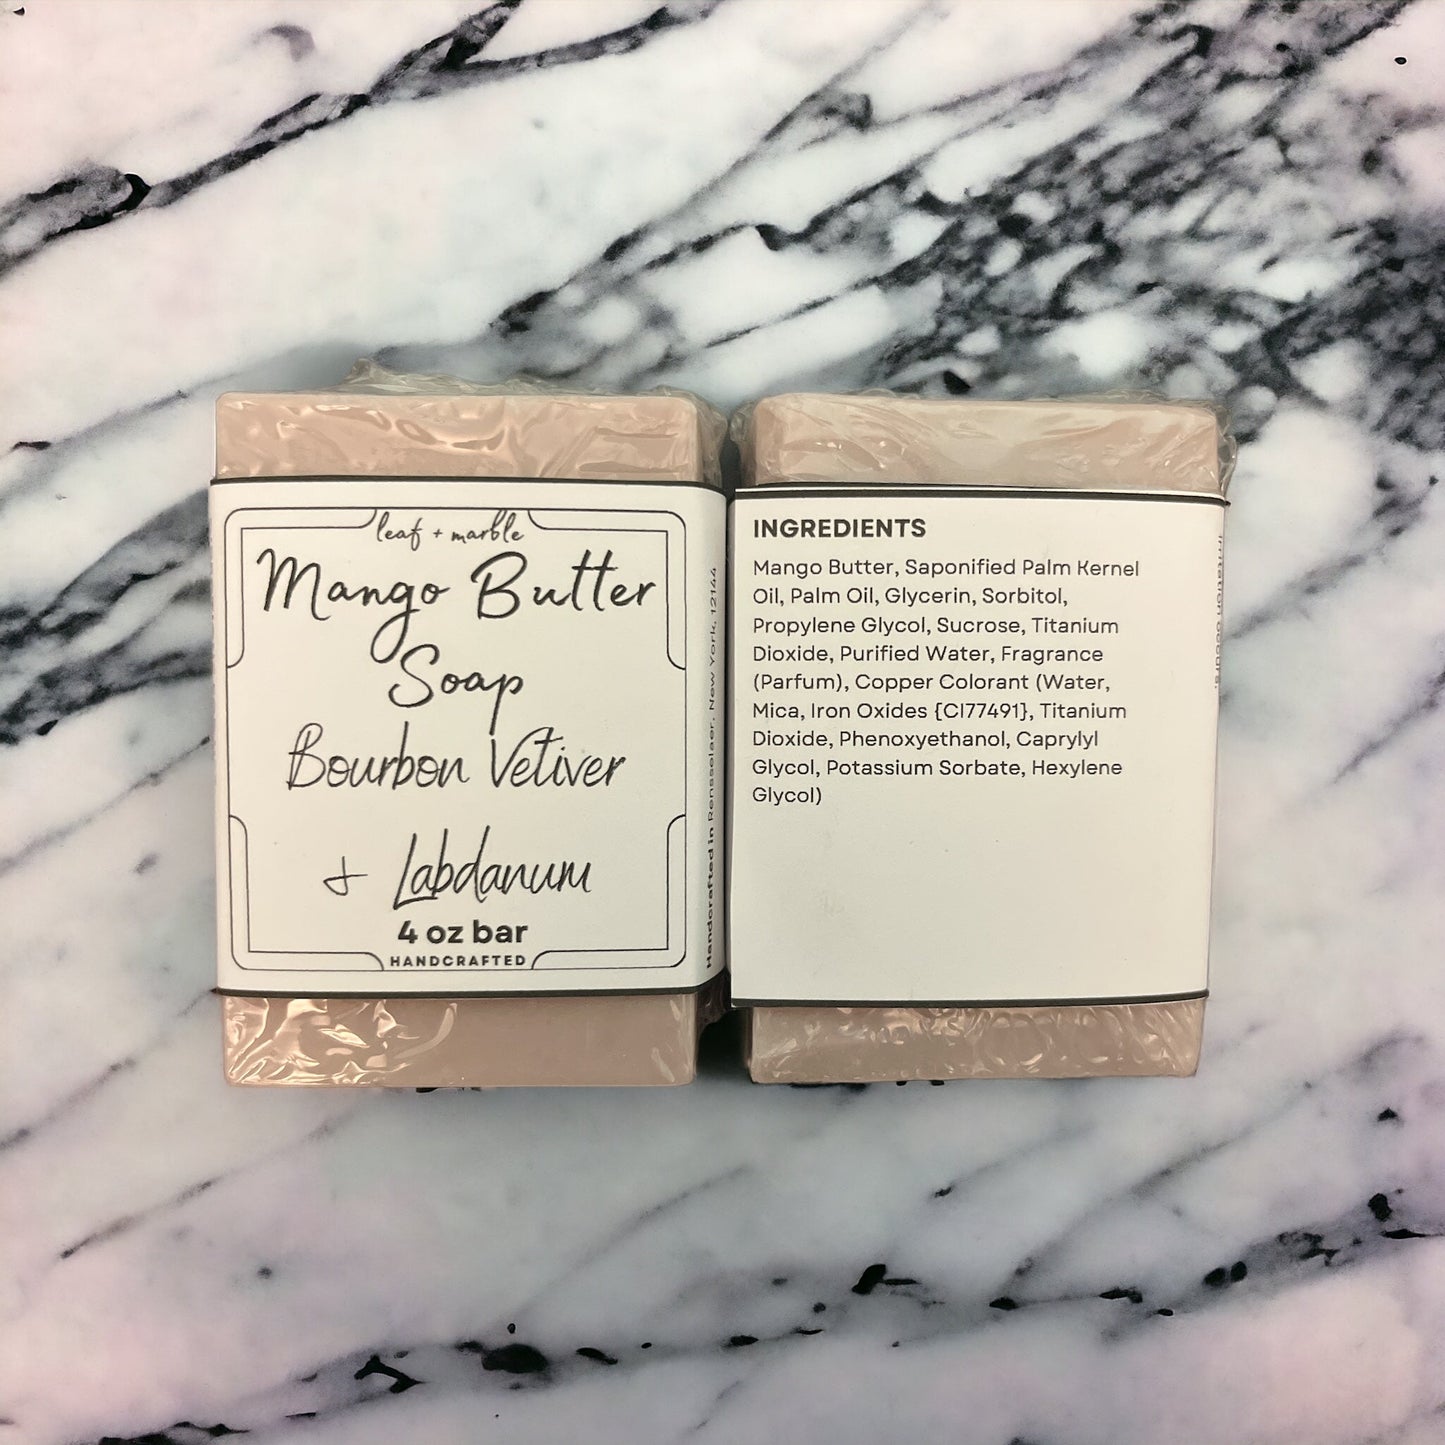 leaf + marble
Mango Butter
Soap
Bourbon Vetiver
+ Labdanum
4 oz bar
HANDCRAFTED
Handcrafted in Rensselaer, New York, 12144
INGREDIENTS
Mango Butter, Saponified Palm Kernel
Oil, Palm Oil, Glycerin, Sorbitol,
Propylene Glycol, Sucrose, Titanium
Dioxide, Purified Water, Fragrance
(Parfum), Copper Colorant (Water,
Mica, Iron Oxides {CI77491}, Titanium
Dioxide, Phenoxyethanol, Caprylyl
Glycol, Potassium Sorbate, Hexylene
Glycol)
irritation occurs.